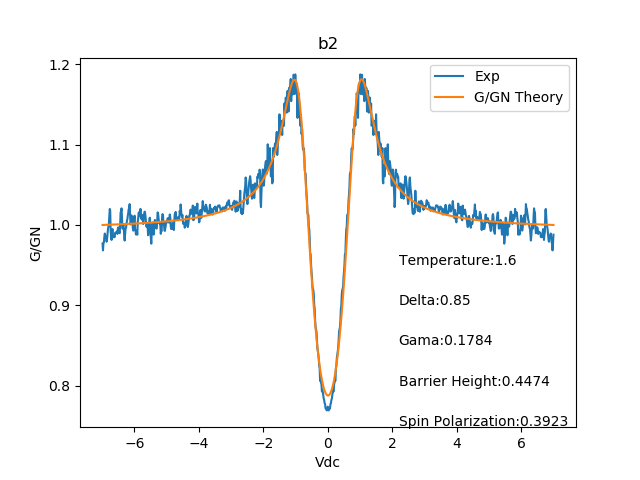 b2
Exp
G/GN Theory
1.2
1.1
1.0
0.9
0.8
G/GN
Temperature:1.6
Delta:0.85
Gama:0.1784
Barrier Height:0.4474
Spin Polarization:0.3923
−6 −4 −2 0 2 4 6
Vdc